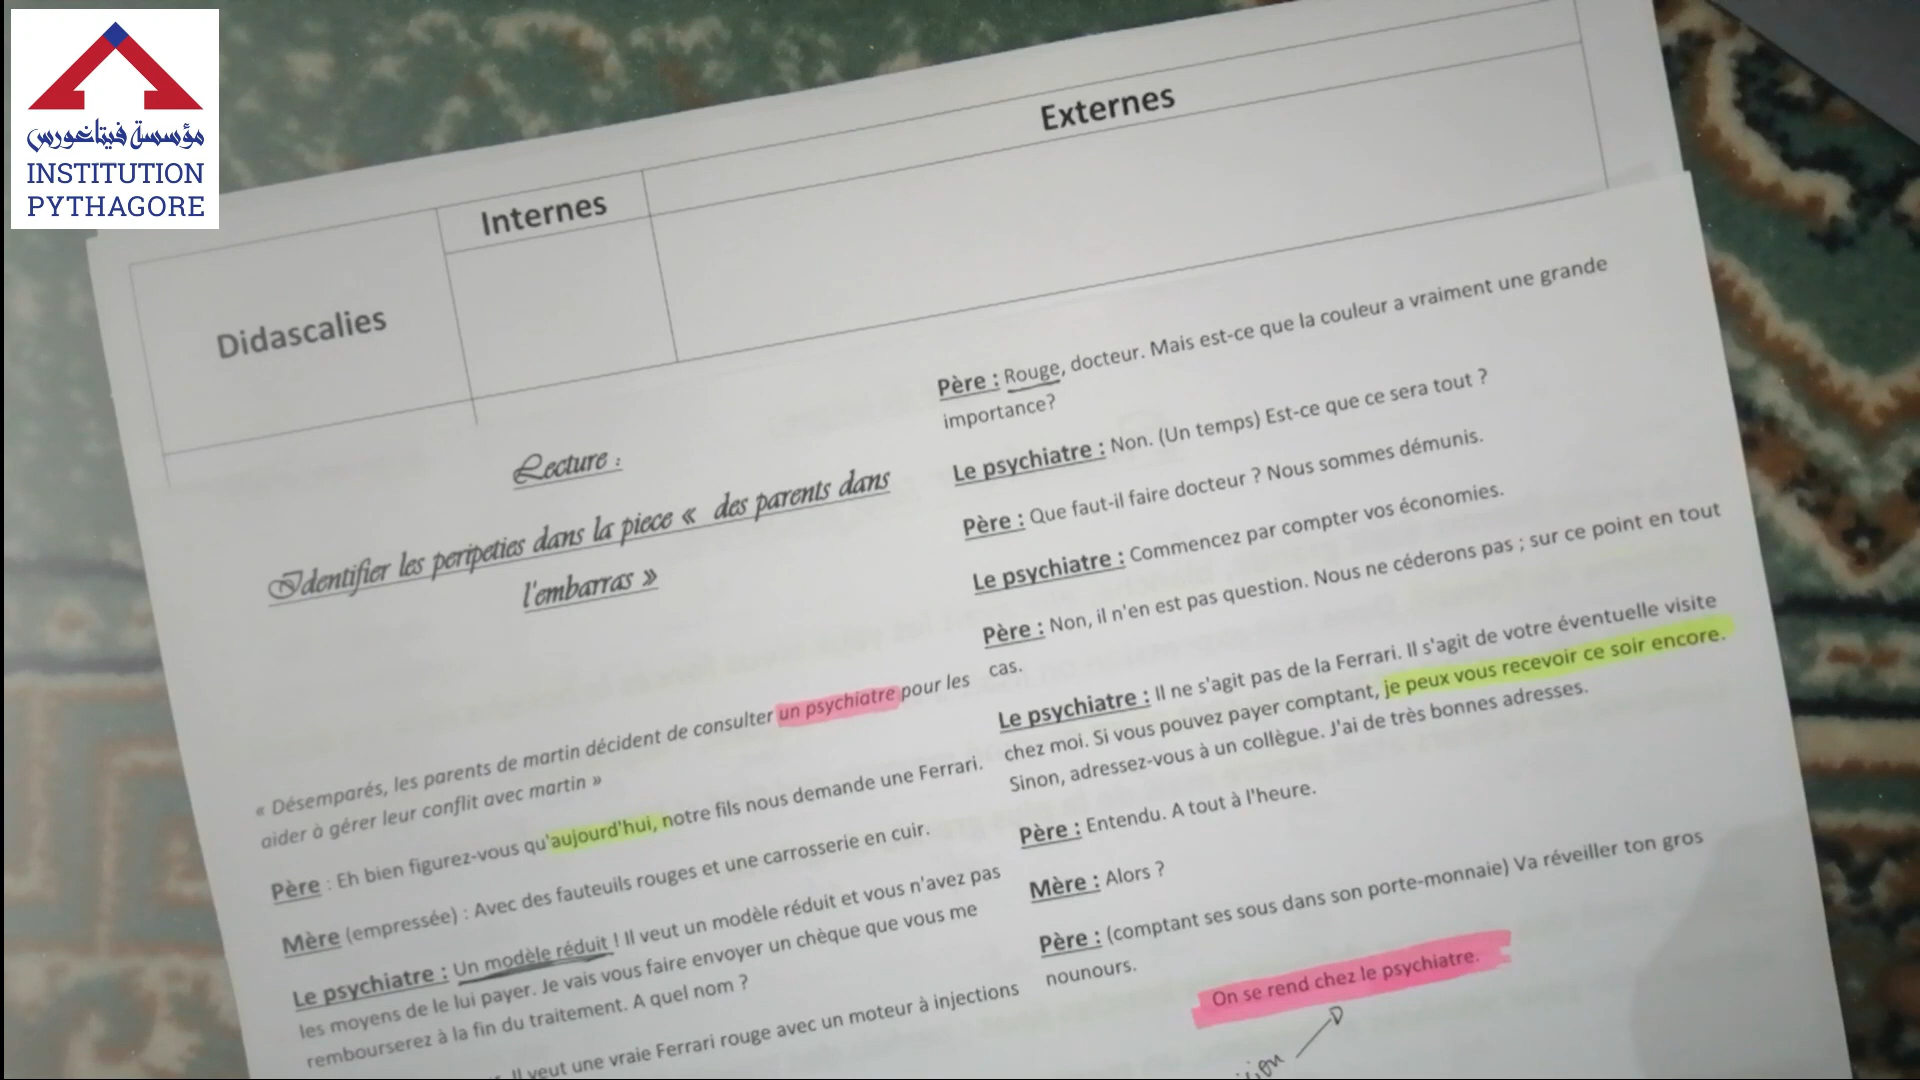 مؤسسة فيتاغورس
INSTITUTION
PYTHAGORE
Externes
Internes
Didascalies
Lecture :
Identifier les peripeties dans la piece « des parents dans
l'embarras »
« Désemparés, les parents de martin décident de consulter un psychiatre pour les
aider à gérer leur conflit avec martin »
Père : Eh bien figurez-vous qu'aujourd'hui, notre fils nous demande une Ferrari.
Mère (empressée) : Avec des fauteuils rouges et une carrosserie en cuir.
Le psychiatre : Un modèle réduit ! Il veut un modèle réduit et vous n'avez pas
les moyens de le lui payer. Je vais vous faire envoyer un chèque que vous me
rembourserez à la fin du traitement. A quel nom ?
Il veut une vraie Ferrari rouge avec un moteur à injections
Père : Rouge, docteur. Mais est-ce que la couleur a vraiment une grande
importance?
Le psychiatre : Non. (Un temps) Est-ce que ce sera tout ?
Père : Que faut-il faire docteur ? Nous sommes démunis.
Le psychiatre : Commencez par compter vos économies.
Père : Non, il n'en est pas question. Nous ne céderons pas ; sur ce point en tout
cas.
Le psychiatre : Il ne s'agit pas de la Ferrari. Il s'agit de votre éventuelle visite
chez moi. Si vous pouvez payer comptant, je peux vous recevoir ce soir encore.
Sinon, adressez-vous à un collègue. J'ai de très bonnes adresses.
Père : Entendu. A tout à l'heure.
Mère : Alors ?
Père : (comptant ses sous dans son porte-monnaie) Va réveiller ton gros
nounours.
On se rend chez le psychiatre.